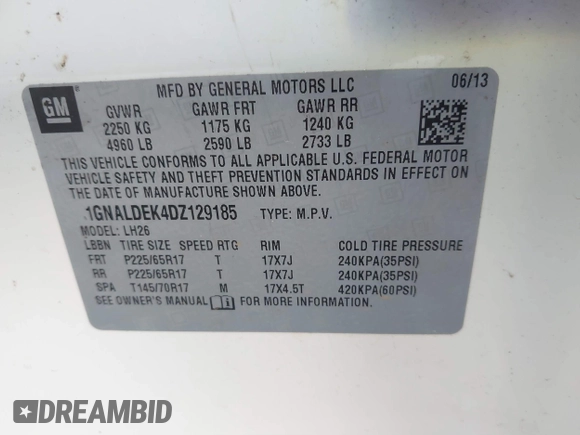 GM
MFD BY GENERAL MOTORS LLC 06/13
GVWR GAWR FRT GAWR RR
2250 KG 1175 KG 1240 KG
4960 LB 2590 LB 2733 LB
THIS VEHICLE CONFORMS TO ALL APPLICABLE U.S. FEDERAL MOTOR
VEHICLE SAFETY AND THEFT PREVENTION STANDARDS IN EFFECT ON
THE DATE OF MANUFACTURE SHOWN ABOVE.
1GNALDEK4DZ129185 TYPE: M.P.V.
MODEL: LH26
LBBN TIRE SIZE SPEED RTG RIM COLD TIRE PRESSURE
FRT P225/65R17 T 17X7J 240KPA(35PSI)
RR P225/65R17 T 17X7J 240KPA(35PSI)
SPA T145/70R17 M 17X4.5T 420KPA(60PSI)
SEE OWNER'S MANUAL FOR MORE INFORMATION.
DREAMBID